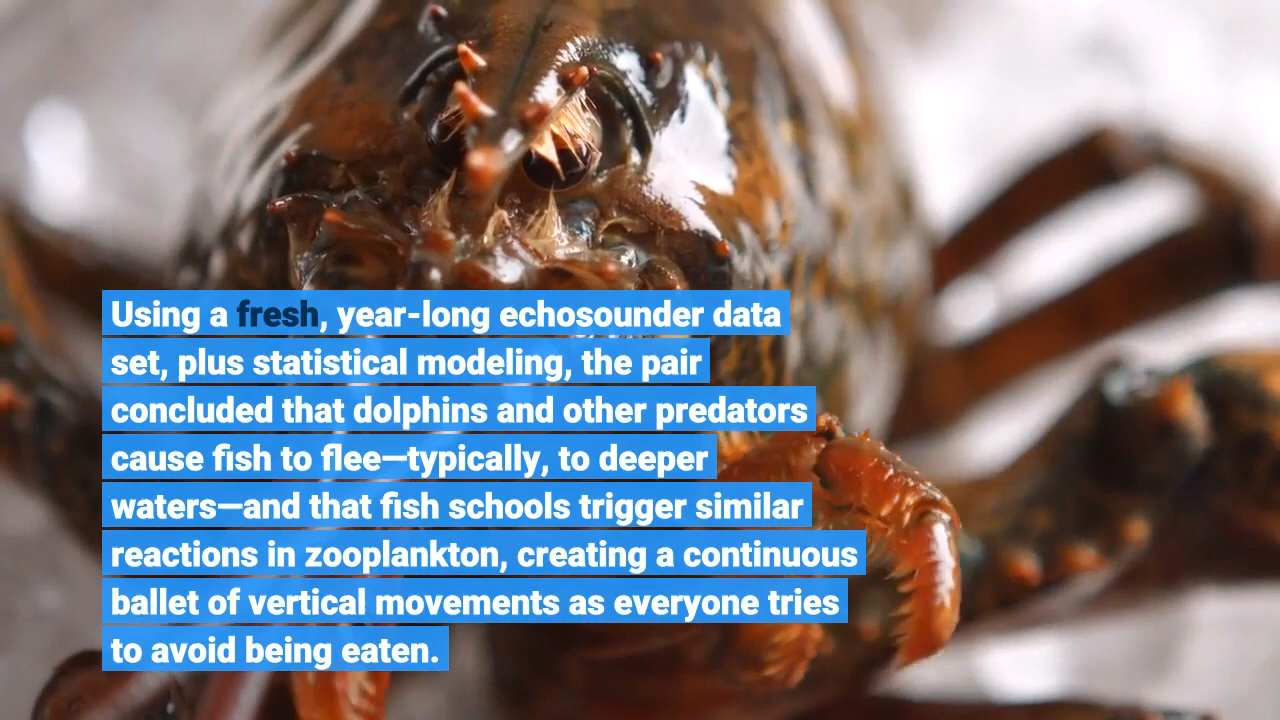 Using a fresh, year-long echosounder data
set, plus statistical modeling, the pair
concluded that dolphins and other predators
cause fish to flee—typically, to deeper
waters—and that fish schools trigger similar
reactions in zooplankton, creating a continuous
ballet of vertical movements as everyone tries
to avoid being eaten.